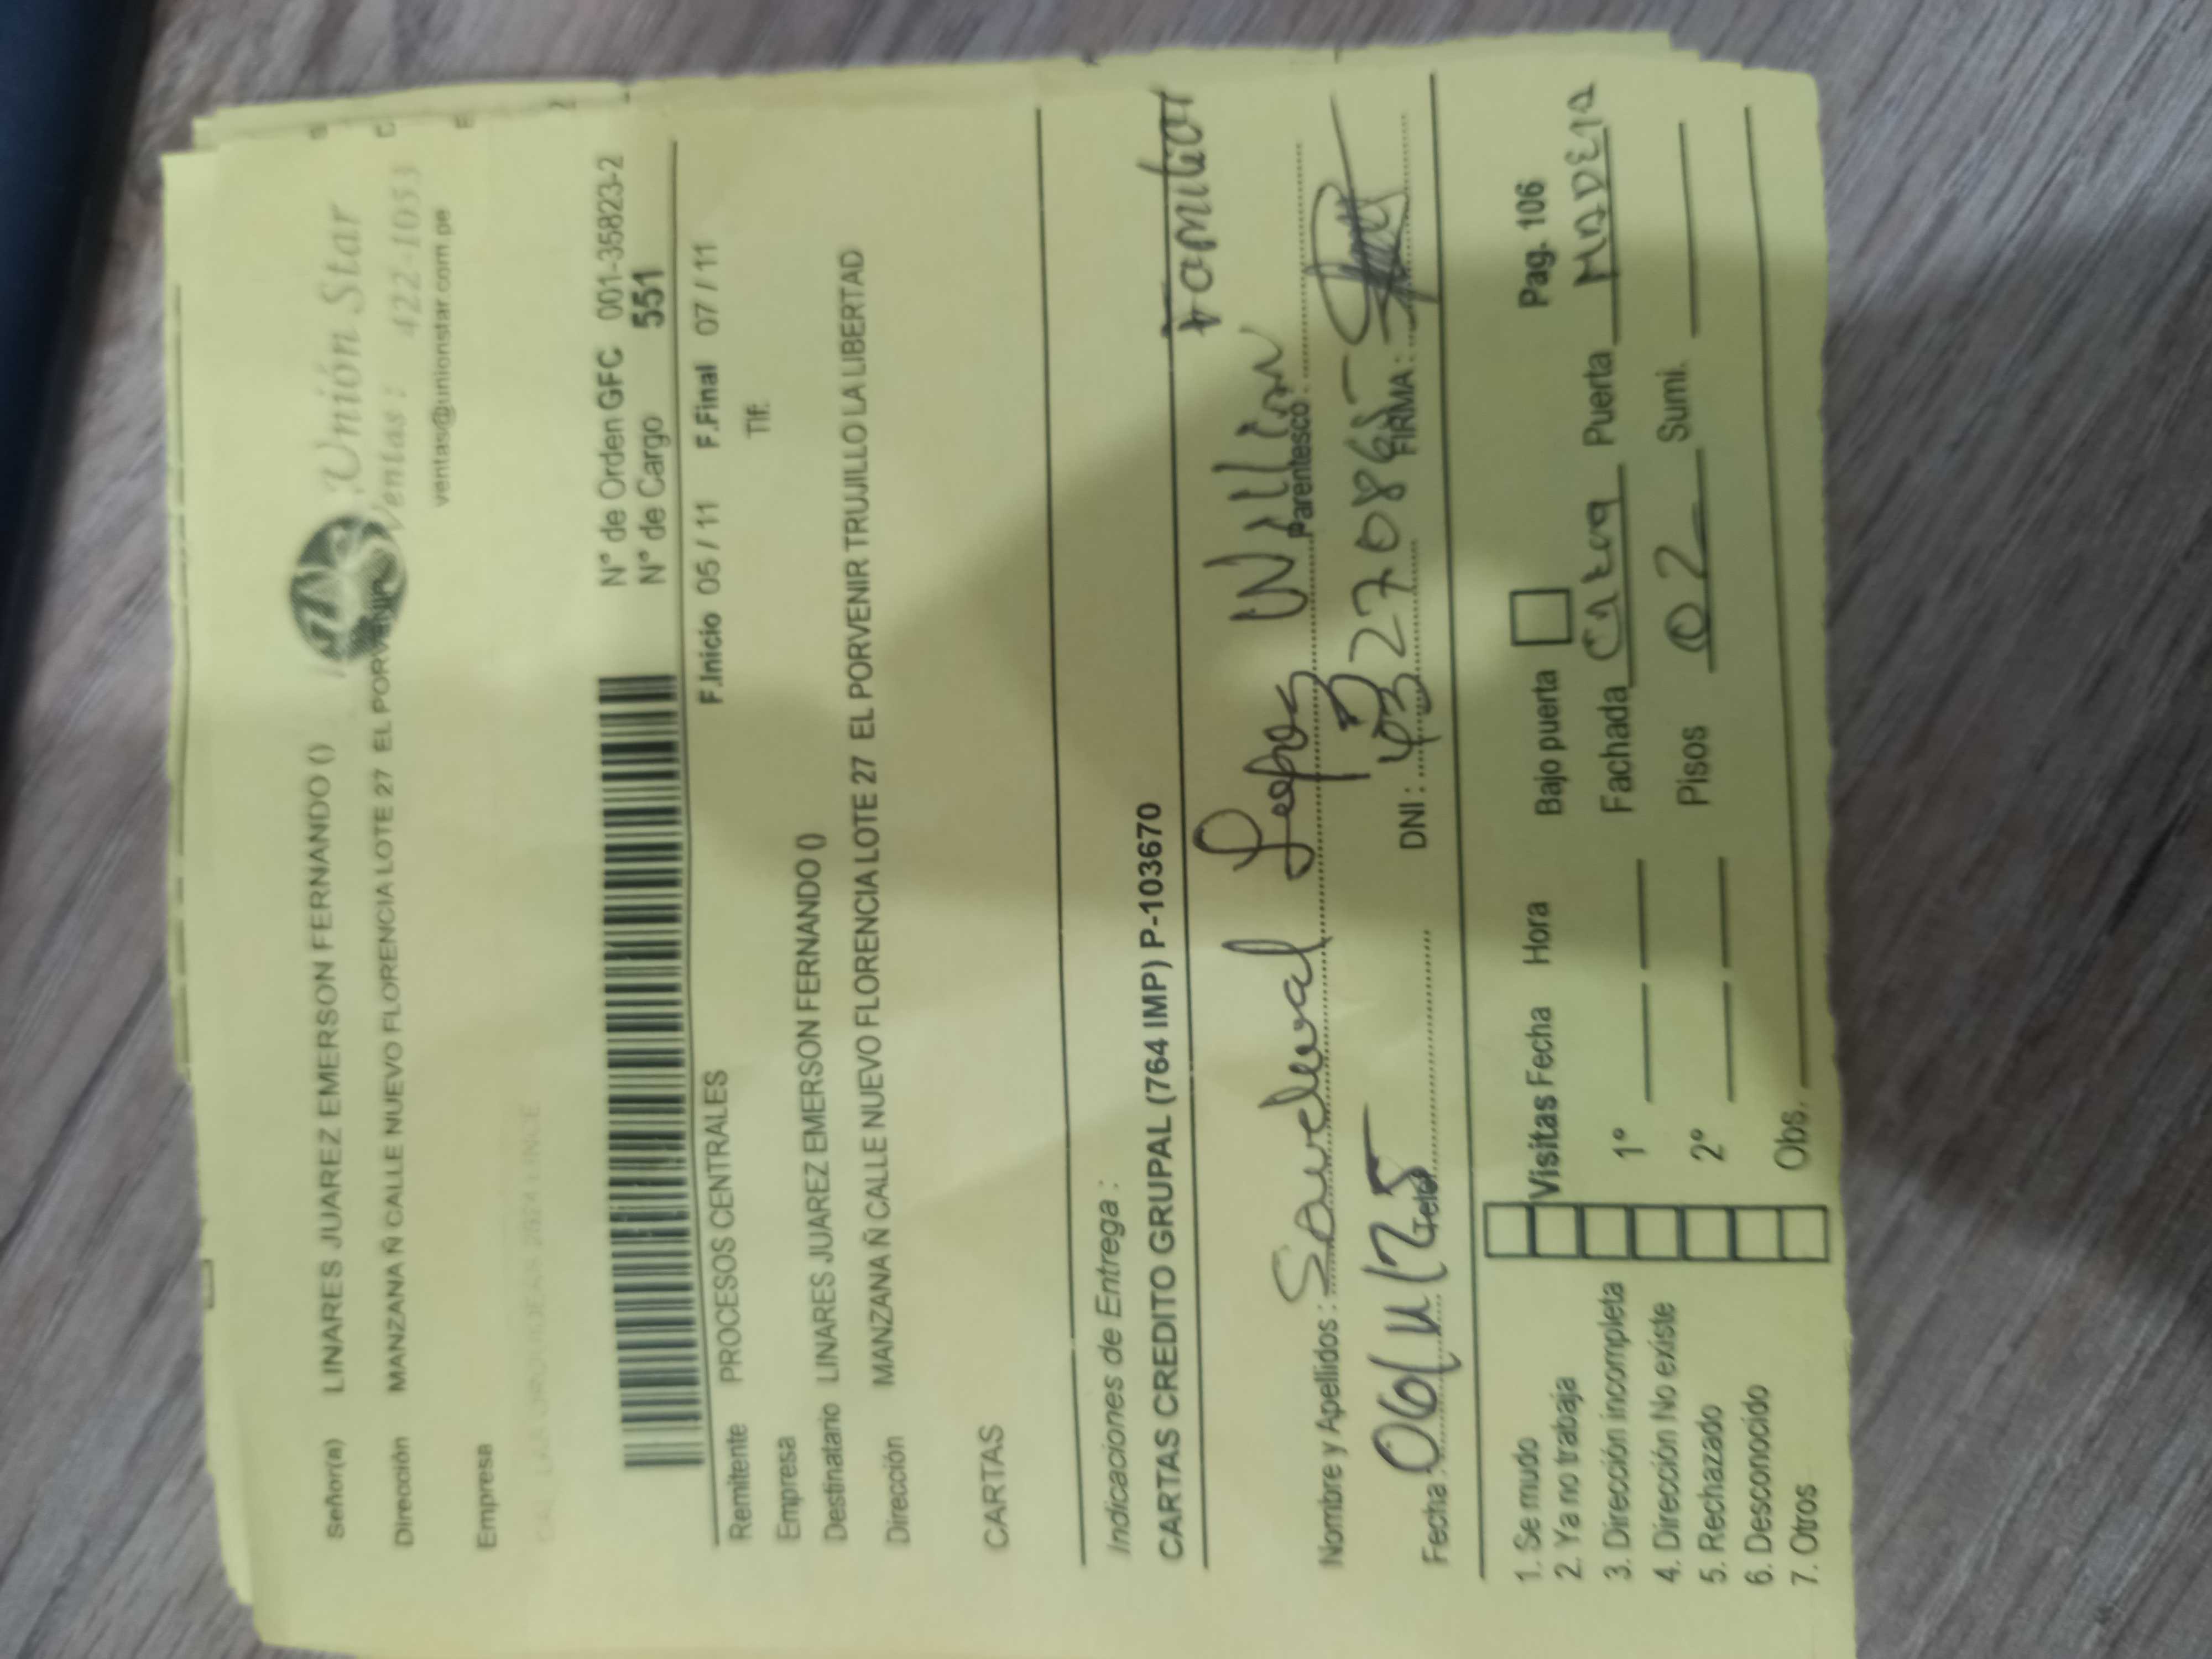 Unión Star
Ventas : 422-1053
ventas@unionstar.com.pe
Señor(a) LINARES JUAREZ EMERSON FERNANDO ()
Dirección MANZANA Ñ CALLE NUEVO FLORENCIA LOTE 27 EL PORVENIR
Empresa
N° de Orden GFC 001-35823-2
N° de Cargo 551
Remitente PROCESOS CENTRALES F.Inicio 05 / 11 F.Final 07 / 11
Empresa Tlf.
Destinatario LINARES JUAREZ EMERSON FERNANDO ()
Dirección MANZANA Ñ CALLE NUEVO FLORENCIA LOTE 27 EL PORVENIR TRUJILLO LA LIBERTAD
CARTAS
Indicaciones de Entrega :
CARTAS CREDITO GRUPAL (764 IMP) P-103670
Familiar
Nombre y Apellidos : Sandoval Parentesco :
Fecha : 06/11/25 Telef. DNI : FIRMA :
1. Se mudo
2. Ya no trabaja
3. Dirección incompleta
4. Dirección No existe
5. Rechazado
6. Desconocido
7. Otros
Visitas Fecha Hora Bajo puerta Pag. 106
1° Fachada Puerta MADERA
2° Pisos 02 Sumi.
Obs.